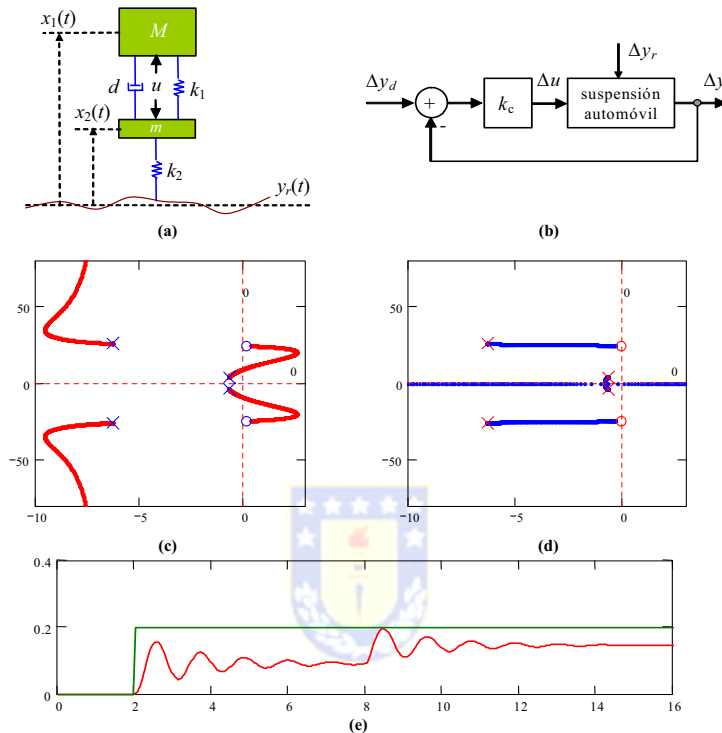 x₁(t)
M
d
u
k₁
x₂(t)
m
k₂
yᵣ(t)
(a)
Δyᵣ
Δy_d
+
-
k_c
Δu
suspensión
automóvil
Δy
(b)
50
0
−50
−10
−5
0
0
0
(c)
50
0
−50
−10
−5
0
0
0
(d)
0.4
0.2
0
0
2
4
6
8
10
12
14
16
(e)